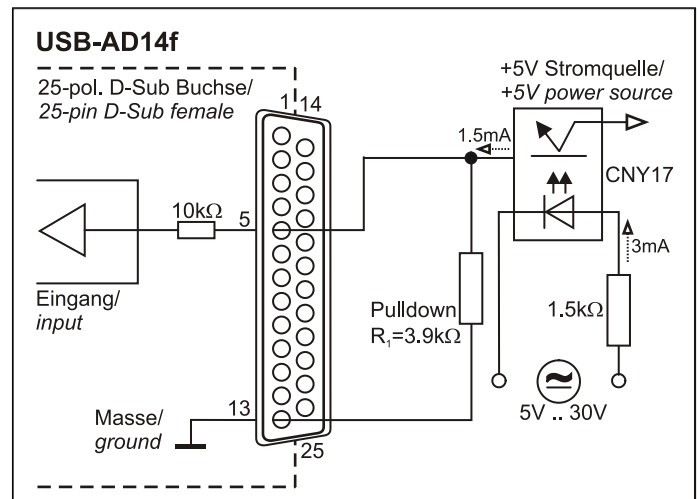 USB-AD14f
25-pol. D-Sub Buchse/
25-pin D-Sub female
1
14
+5V Stromquelle/
+5V power source
1.5mA
CNY17
10kΩ
5
3mA
Eingang/
input
Pulldown
R₁=3.9kΩ
1.5kΩ
Masse/
ground
13
25
5V .. 30V